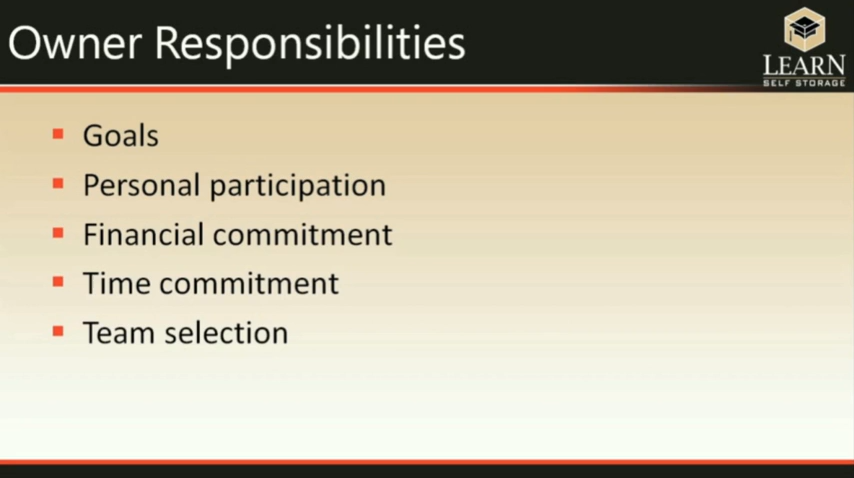 Owner Responsibilities
LEARN
SELF STORAGE
Goals
Personal participation
Financial commitment
Time commitment
Team selection